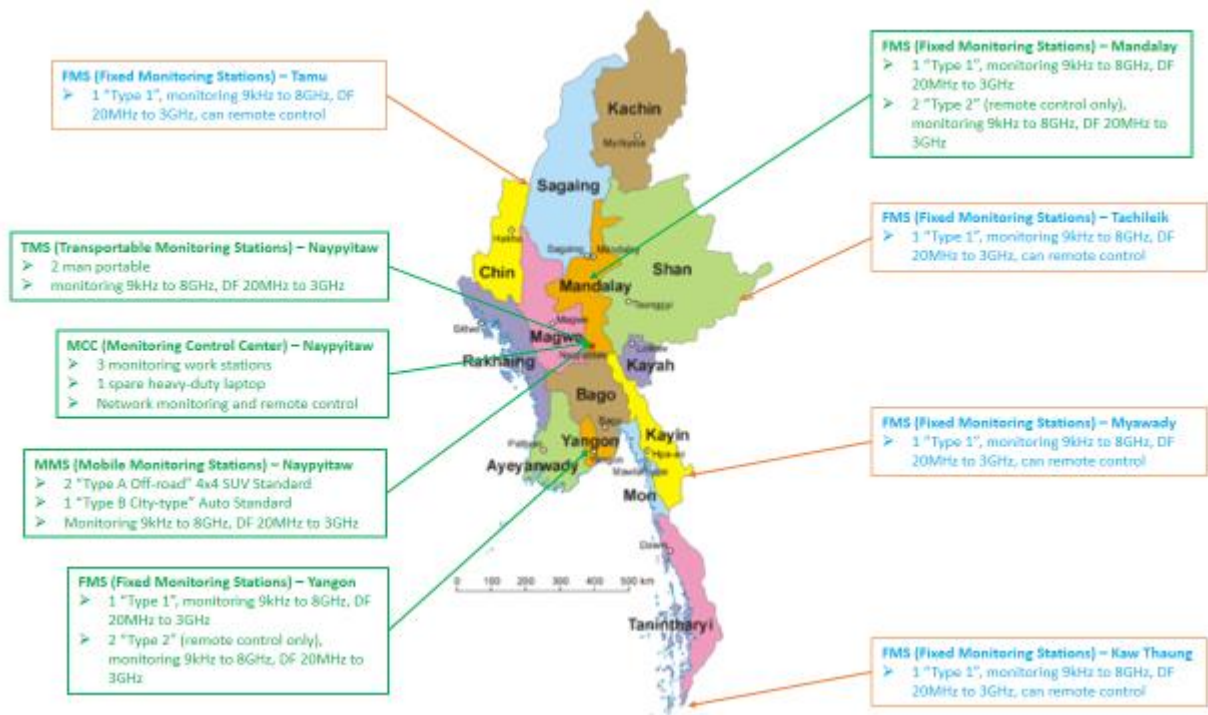 FMS (Fixed Monitoring Stations) – Tamu
➢ 1 "Type 1", monitoring 9kHz to 8GHz, DF
20MHz to 3GHz, can remote control
TMS (Transportable Monitoring Stations) – Naypyitaw
➢ 2 man portable
➢ monitoring 9kHz to 8GHz, DF 20MHz to 3GHz
MCC (Monitoring Control Center) – Naypyitaw
➢ 3 monitoring work stations
➢ 1 spare heavy-duty laptop
➢ Network monitoring and remote control
MMS (Mobile Monitoring Stations) – Naypyitaw
➢ 2 "Type A Off-road" 4x4 SUV Standard
➢ 1 "Type B City-type" Auto Standard
➢ Monitoring 9kHz to 8GHz, DF 20MHz to 3GHz
FMS (Fixed Monitoring Stations) – Yangon
➢ 1 "Type 1", monitoring 9kHz to 8GHz, DF
20MHz to 3GHz
➢ 2 "Type 2" (remote control only),
monitoring 9kHz to 8GHz, DF 20MHz to
3GHz
Kachin
Sagaing
Hakha
Chin
Sagaing
Mandalay
Mandalay
Shan
Taunggyi
Magwe
Magwe
Sittwe
Rakhaing
Kayah
Bago
Bago
Yangon
Ayeyarwady
Kayin
Hpa-an
Mon
Dawei
0 100 200 300 400 500 km
Tanintharyi
FMS (Fixed Monitoring Stations) – Mandalay
➢ 1 "Type 1", monitoring 9kHz to 8GHz, DF
20MHz to 3GHz
➢ 2 "Type 2" (remote control only),
monitoring 9kHz to 8GHz, DF 20MHz to
3GHz
FMS (Fixed Monitoring Stations) – Tachileik
➢ 1 "Type 1", monitoring 9kHz to 8GHz, DF
20MHz to 3GHz, can remote control
FMS (Fixed Monitoring Stations) – Myawady
➢ 1 "Type 1", monitoring 9kHz to 8GHz, DF
20MHz to 3GHz, can remote control
FMS (Fixed Monitoring Stations) – Kaw Thaung
➢ 1 "Type 1", monitoring 9kHz to 8GHz, DF
20MHz to 3GHz, can remote control